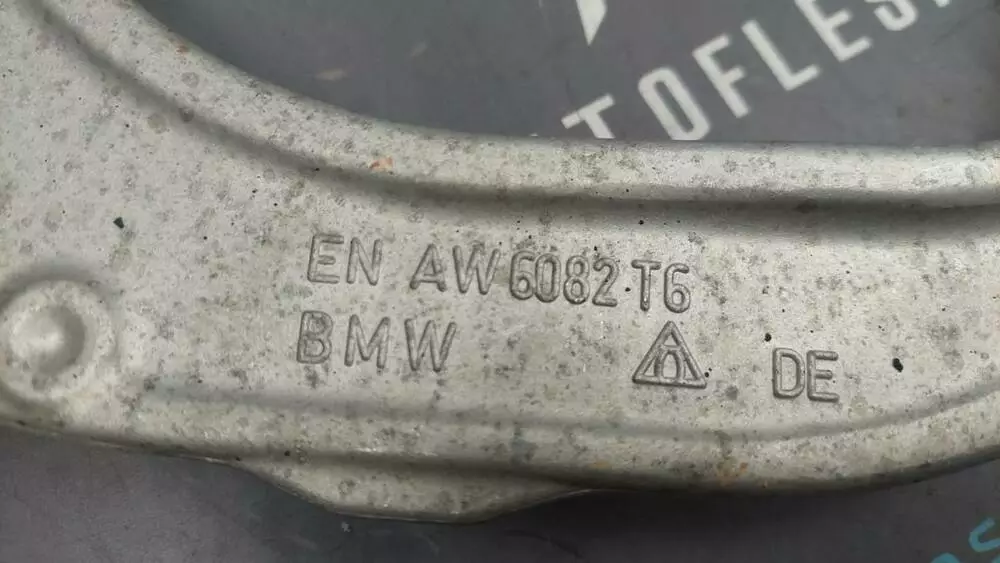 TOFLES
EN AW 6082 T6
BMW DE